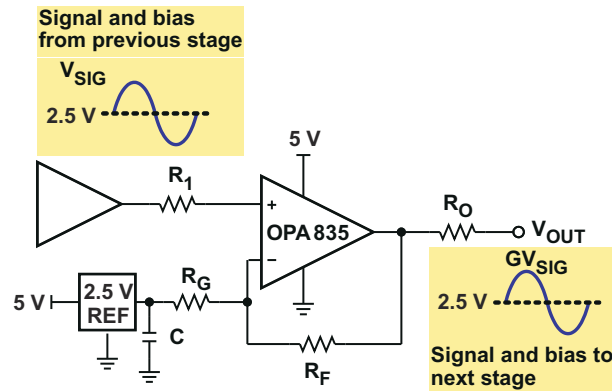 Signal and bias
from previous stage
VSIG
2.5 V
5 V
R1
RO
+
OPA835
−
VOUT
GVSIG
2.5 V
RG
5 V
2.5 V
REF
C
RF
Signal and bias to
next stage